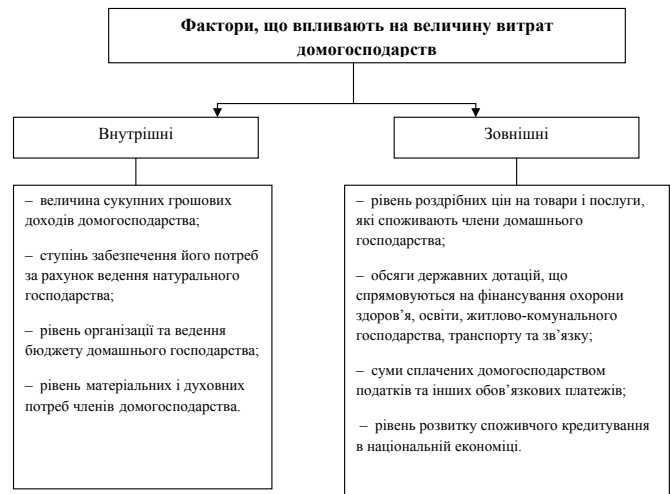 Фактори, що впливають на величину витрат
домогосподарств
Внутрішні
Зовнішні
– величина сукупних грошових
доходів домогосподарства;
– ступінь забезпечення його потреб
за рахунок ведення натурального
господарства;
– рівень організації та ведення
бюджету домашнього господарства;
– рівень матеріальних і духовних
потреб членів домогосподарства.
– рівень роздрібних цін на товари і послуги,
які споживають члени домашнього
господарства;
– обсяги державних дотацій, що
спрямовуються на фінансування охорони
здоров’я, освіти, житлово-комунального
господарства, транспорту та зв’язку;
– суми сплачених домогосподарством
податків та інших обов’язкових платежів;
– рівень розвитку споживчого кредитування
в національній економіці.